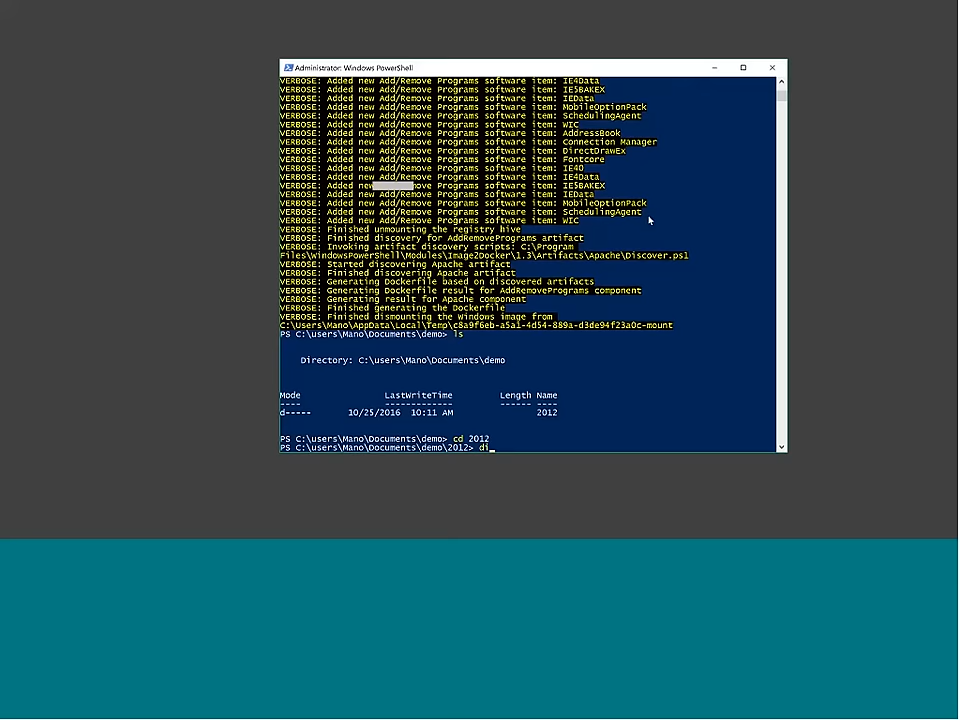 Administrator: Windows PowerShell
VERBOSE: Added new Add/Remove Programs software item: IE4Data
VERBOSE: Added new Add/Remove Programs software item: IE5BAKEX
VERBOSE: Added new Add/Remove Programs software item: IEData
VERBOSE: Added new Add/Remove Programs software item: MobileOptionPack
VERBOSE: Added new Add/Remove Programs software item: SchedulingAgent
VERBOSE: Added new Add/Remove Programs software item: WIC
VERBOSE: Added new Add/Remove Programs software item: AddressBook
VERBOSE: Added new Add/Remove Programs software item: Connection Manager
VERBOSE: Added new Add/Remove Programs software item: DirectDrawEx
VERBOSE: Added new Add/Remove Programs software item: Fontcore
VERBOSE: Added new Add/Remove Programs software item: IE40
VERBOSE: Added new Add/Remove Programs software item: IE4Data
VERBOSE: Added new move Programs software item: IE5BAKEX
VERBOSE: Added new Add/Remove Programs software item: IEData
VERBOSE: Added new Add/Remove Programs software item: MobileOptionPack
VERBOSE: Added new Add/Remove Programs software item: SchedulingAgent
VERBOSE: Added new Add/Remove Programs software item: WIC
VERBOSE: Finished unmounting the registry hive
VERBOSE: Finished discovery for AddRemovePrograms artifact
VERBOSE: Invoking artifact discovery scripts: C:\Program
Files\WindowsPowerShell\Modules\Image2Docker\1.3\Artifacts\Apache\Discover.ps1
VERBOSE: Started discovering Apache artifact
VERBOSE: Finished discovering Apache artifact
VERBOSE: Generating Dockerfile based on discovered artifacts
VERBOSE: Generating Dockerfile result for AddRemovePrograms component
VERBOSE: Generating result for Apache component
VERBOSE: Finished generating the Dockerfile
VERBOSE: Finished dismounting the Windows image from
C:\Users\Mano\AppData\Local\Temp\c8a9f6eb-a5a1-4d54-889a-d3de94f23a0c-mount
PS C:\users\Mano\Documents\demo> ls
Directory: C:\users\Mano\Documents\demo
Mode LastWriteTime Length Name
---- ------------- ------ ----
d----- 10/25/2016 10:11 AM 2012
PS C:\users\Mano\Documents\demo> cd 2012
PS C:\users\Mano\Documents\demo\2012> di_